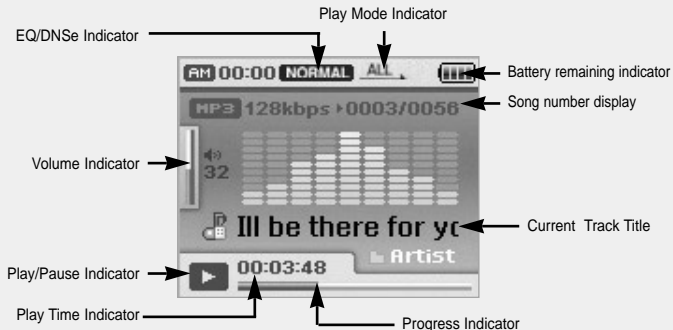 Play Mode Indicator
EQ/DNSe Indicator
AM 00:00 NORMAL ALL
Battery remaining indicator
MP3 128kbps 0003/0056
Song number display
Volume Indicator
32
Ill be there for yo
Current Track Title
Artist
Play/Pause Indicator
00:03:48
Play Time Indicator
Progress Indicator